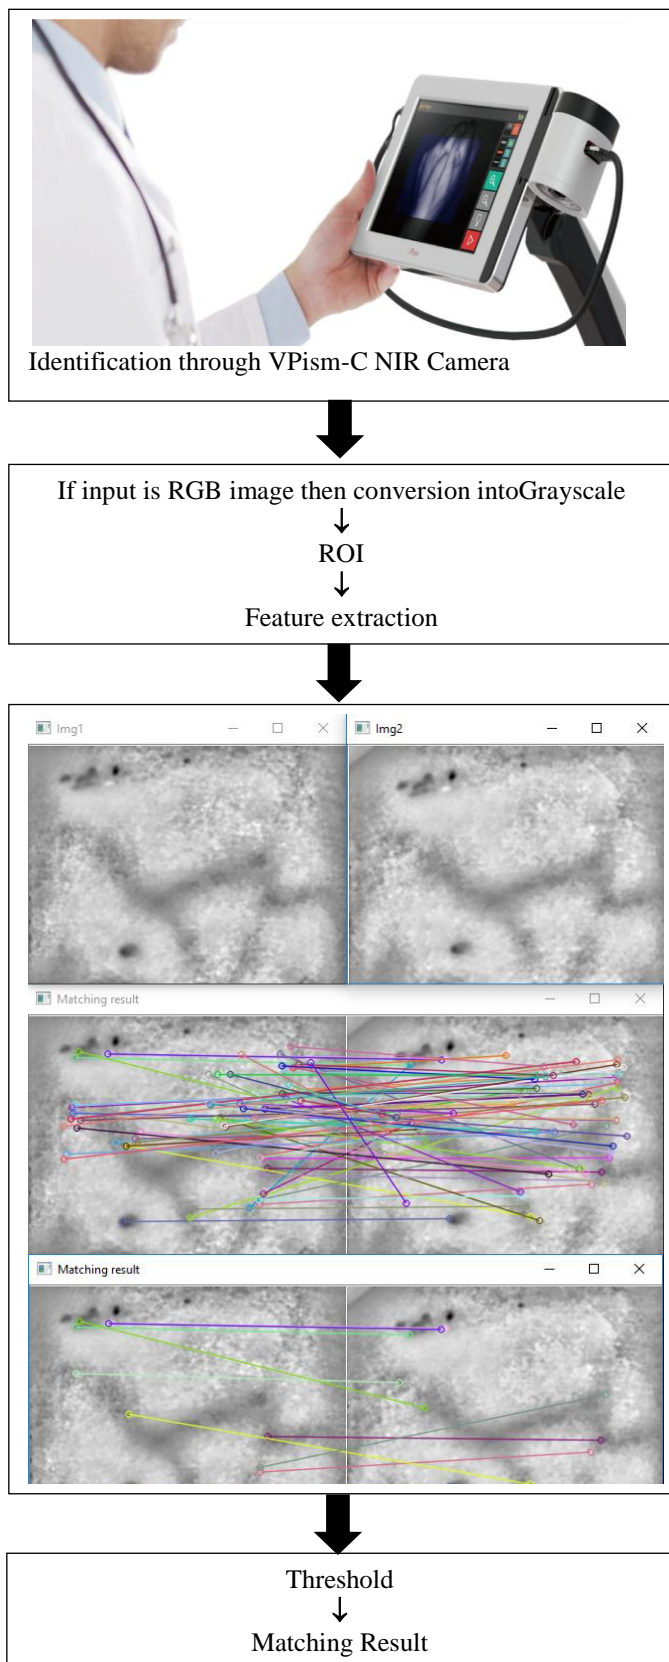 Identification through VPism-C NIR Camera
If input is RGB image then conversion intoGrayscale
↓
ROI
↓
Feature extraction
Img1
Img2
Matching result
Matching result
Threshold
↓
Matching Result